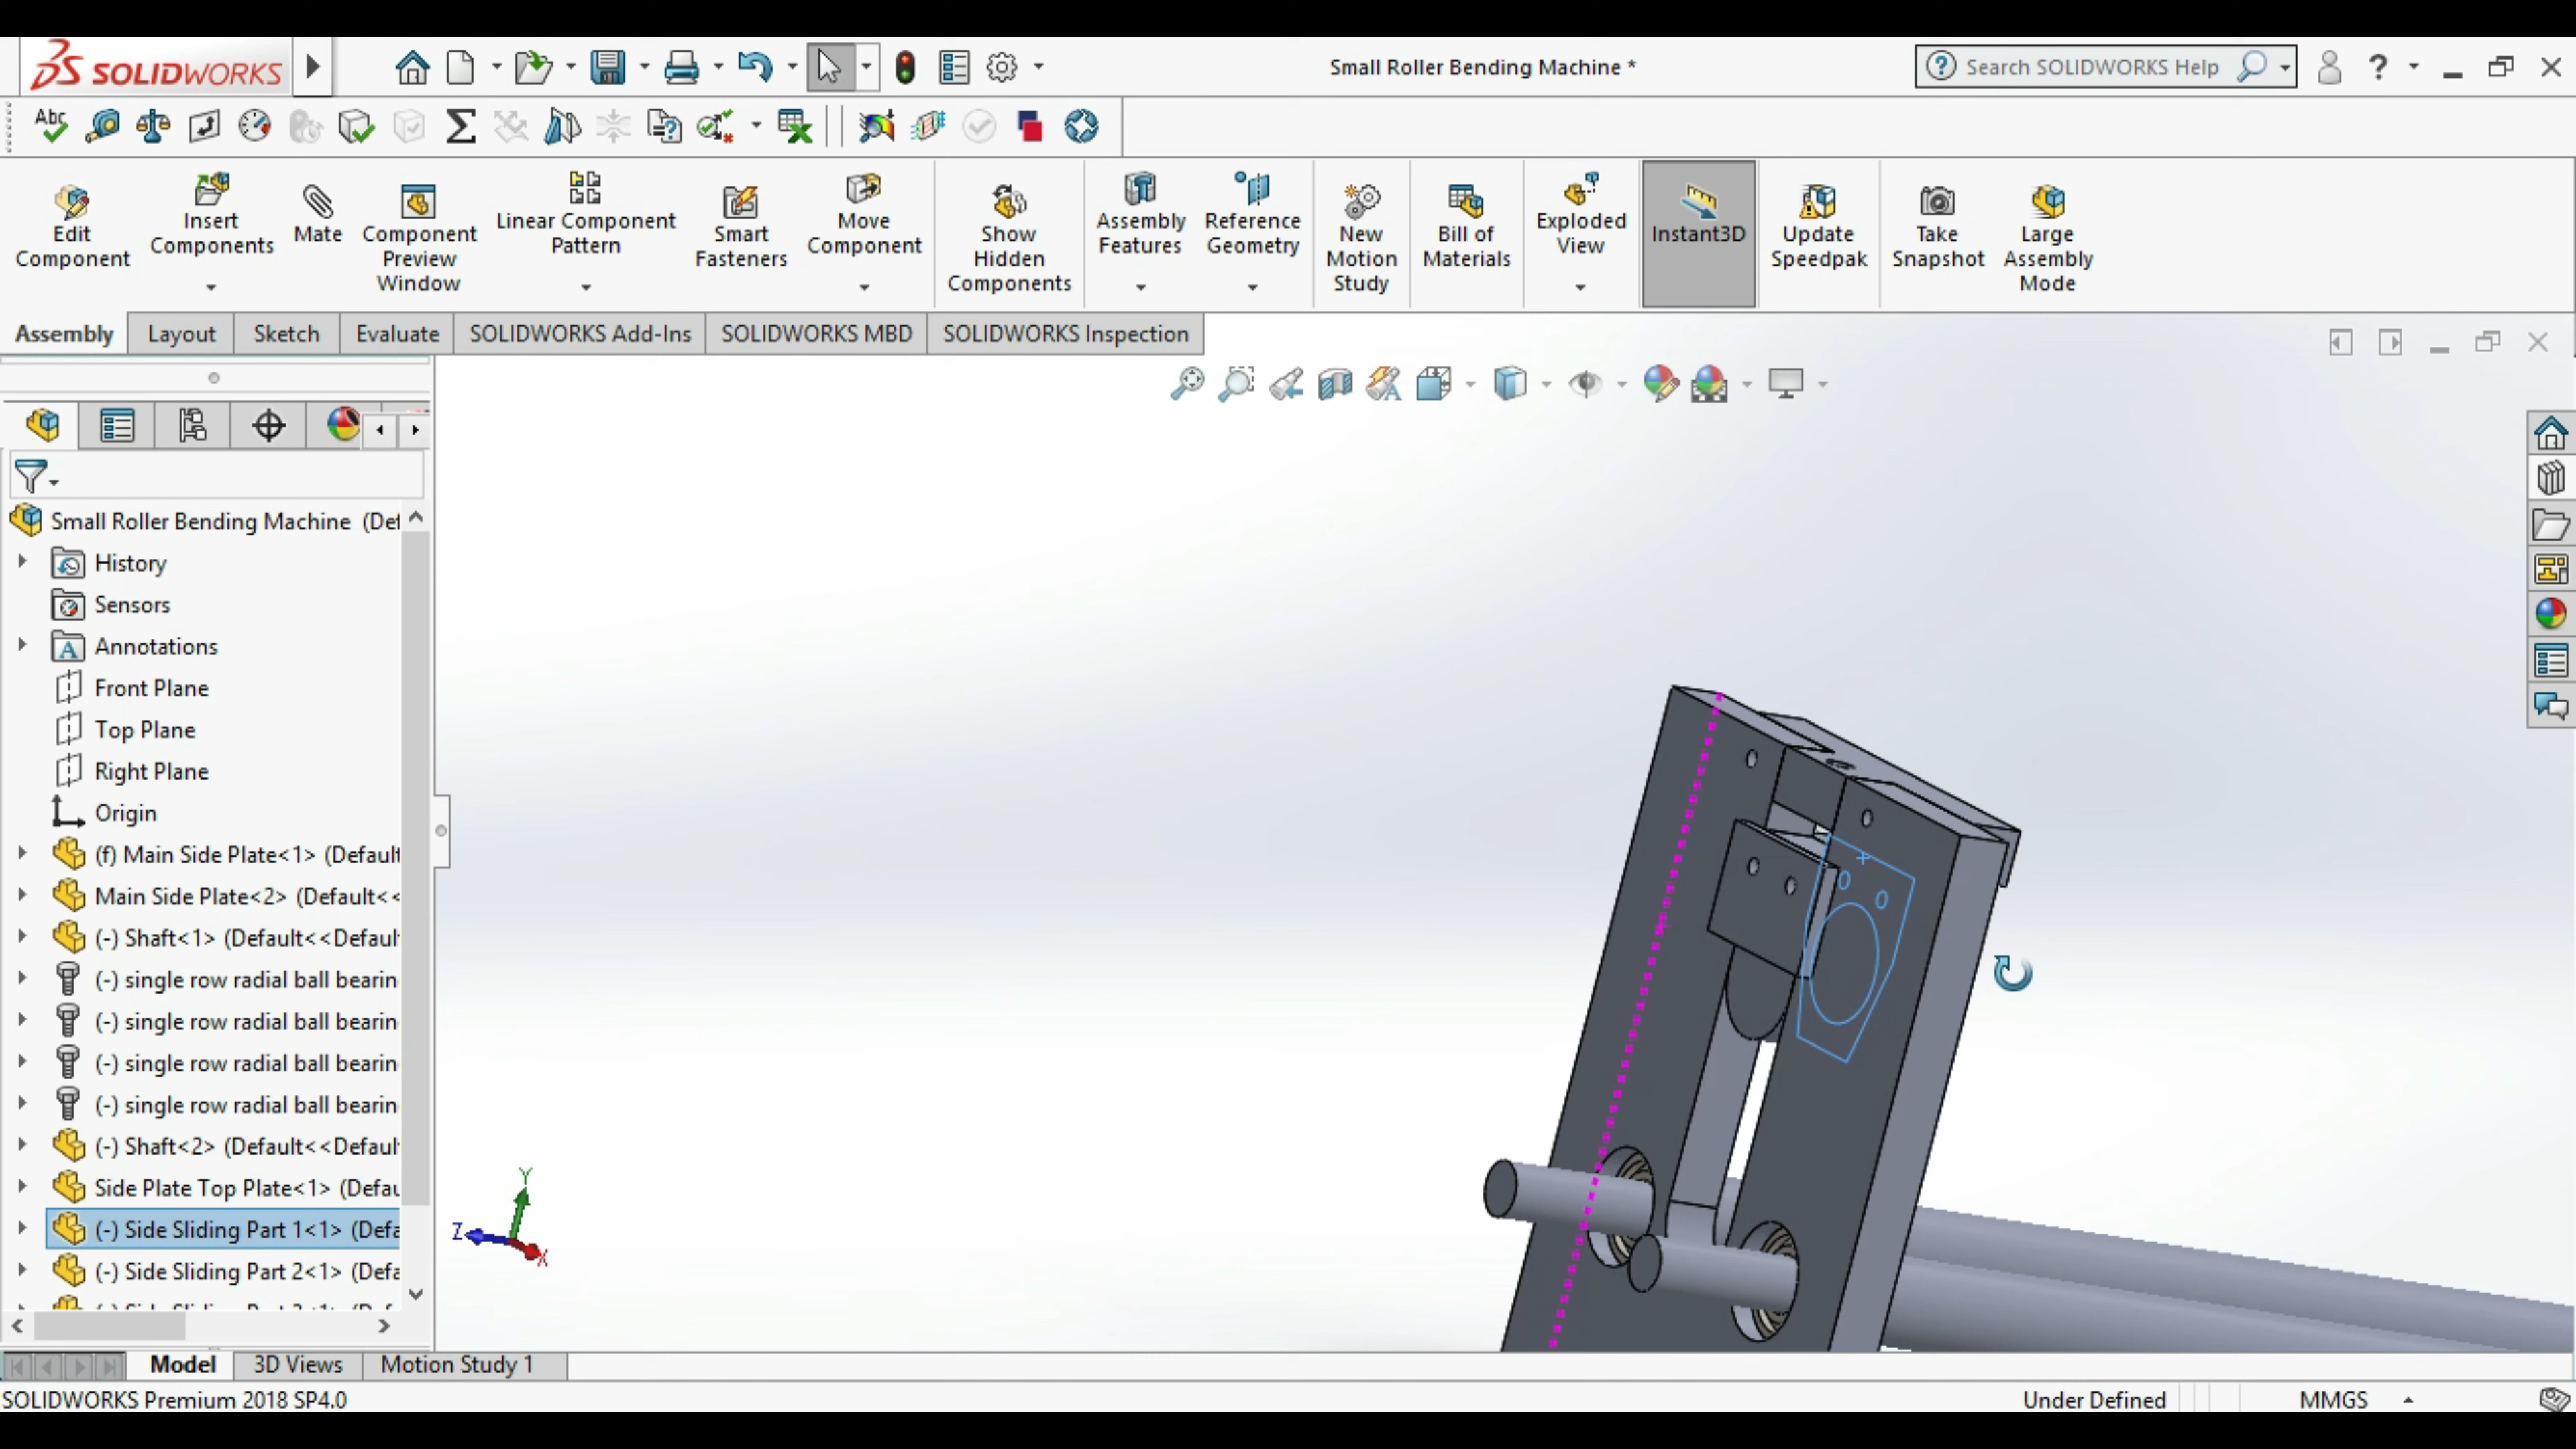 SOLIDWORKS
Small Roller Bending Machine *
Search SOLIDWORKS Help
?
Abc
Edit Component
Insert Components
Mate
Component Preview Window
Linear Component Pattern
Smart Fasteners
Move Component
Show Hidden Components
Assembly Features
Reference Geometry
New Motion Study
Bill of Materials
Exploded View
Instant3D
Update Speedpak
Take Snapshot
Large Assembly Mode
Assembly
Layout
Sketch
Evaluate
SOLIDWORKS Add-Ins
SOLIDWORKS MBD
SOLIDWORKS Inspection
Small Roller Bending Machine (Def
History
Sensors
Annotations
Front Plane
Top Plane
Right Plane
Origin
(f) Main Side Plate<1> (Default
Main Side Plate<2> (Default<<
(-) Shaft<1> (Default<<Defaul
(-) single row radial ball bearin
(-) single row radial ball bearin
(-) single row radial ball bearin
(-) single row radial ball bearin
(-) Shaft<2> (Default<<Defaul
Side Plate Top Plate<1> (Defau
(-) Side Sliding Part 1<1> (Defa
(-) Side Sliding Part 2<1> (Defa
Y
Z
X
Model
3D Views
Motion Study 1
SOLIDWORKS Premium 2018 SP4.0
Under Defined
MMGS